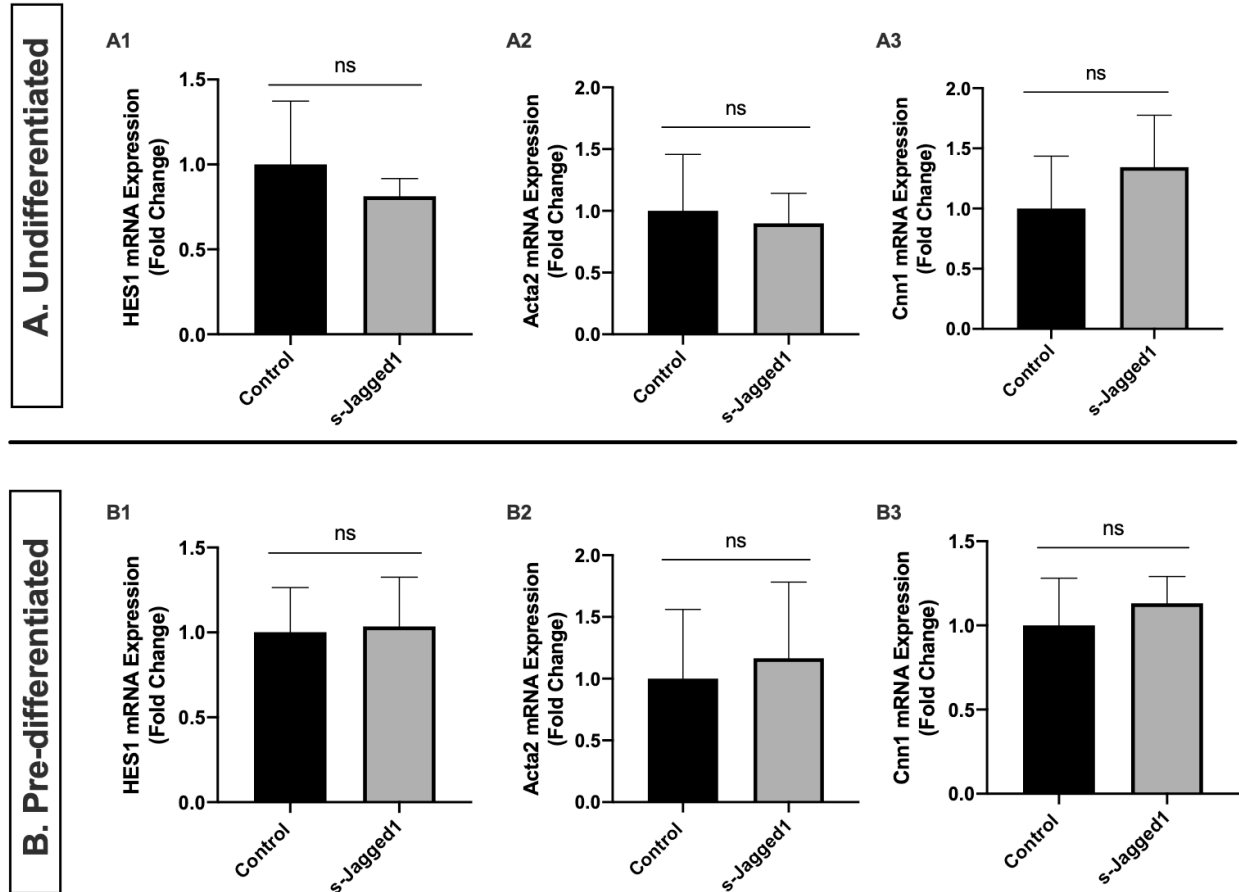 A. Undifferentiated
A1
HES1 mRNA Expression
(Fold Change)
1.5
1.0
0.5
0.0
ns
Control
s-Jagged1
A2
Acta2 mRNA Expression
(Fold Change)
2.0
1.5
1.0
0.5
0.0
ns
Control
s-Jagged1
A3
Cnn1 mRNA Expression
(Fold Change)
2.0
1.5
1.0
0.5
0.0
ns
Control
s-Jagged1
B. Pre-differentiated
B1
HES1 mRNA Expression
(Fold Change)
1.5
1.0
0.5
0.0
ns
Control
s-Jagged1
B2
Acta2 mRNA Expression
(Fold Change)
2.0
1.5
1.0
0.5
0.0
ns
Control
s-Jagged1
B3
Cnn1 mRNA Expression
(Fold Change)
1.5
1.0
0.5
0.0
ns
Control
s-Jagged1